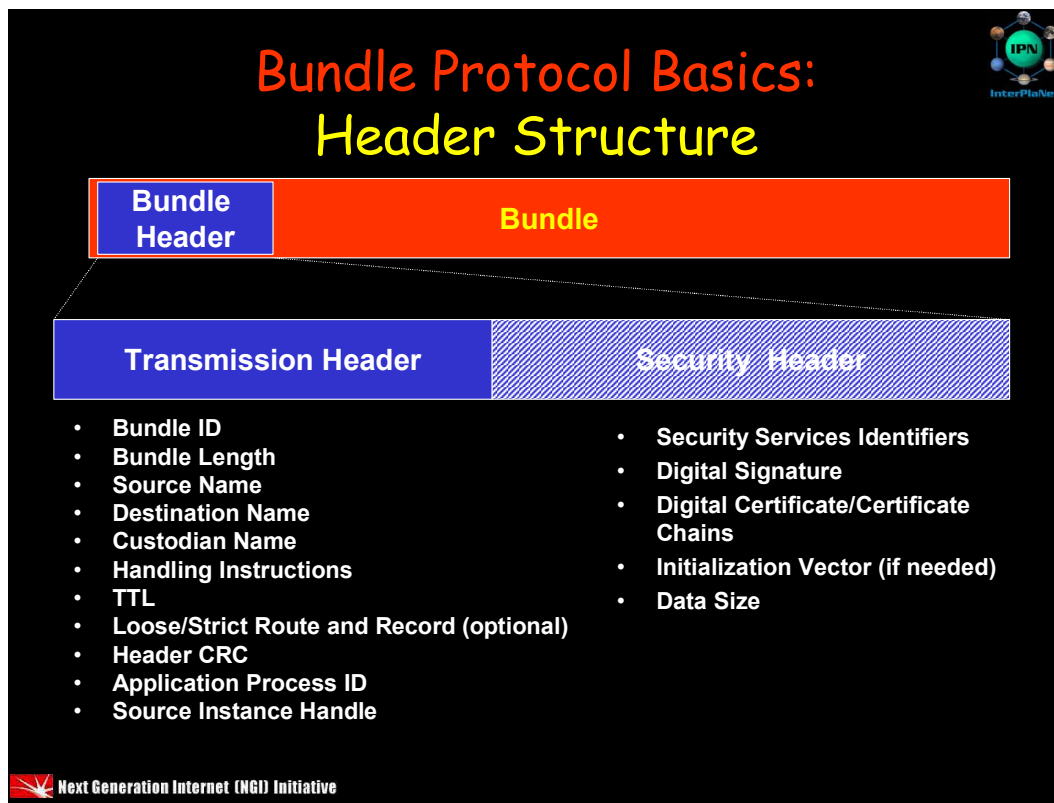 Bundle Protocol Basics:
Header Structure
IPN
InterPlaNe
Bundle
Header
Bundle
Transmission Header
Security Header
• Bundle ID
• Bundle Length
• Source Name
• Destination Name
• Custodian Name
• Handling Instructions
• TTL
• Loose/Strict Route and Record (optional)
• Header CRC
• Application Process ID
• Source Instance Handle
• Security Services Identifiers
• Digital Signature
• Digital Certificate/Certificate
Chains
• Initialization Vector (if needed)
• Data Size
Next Generation Internet (NGI) Initiative